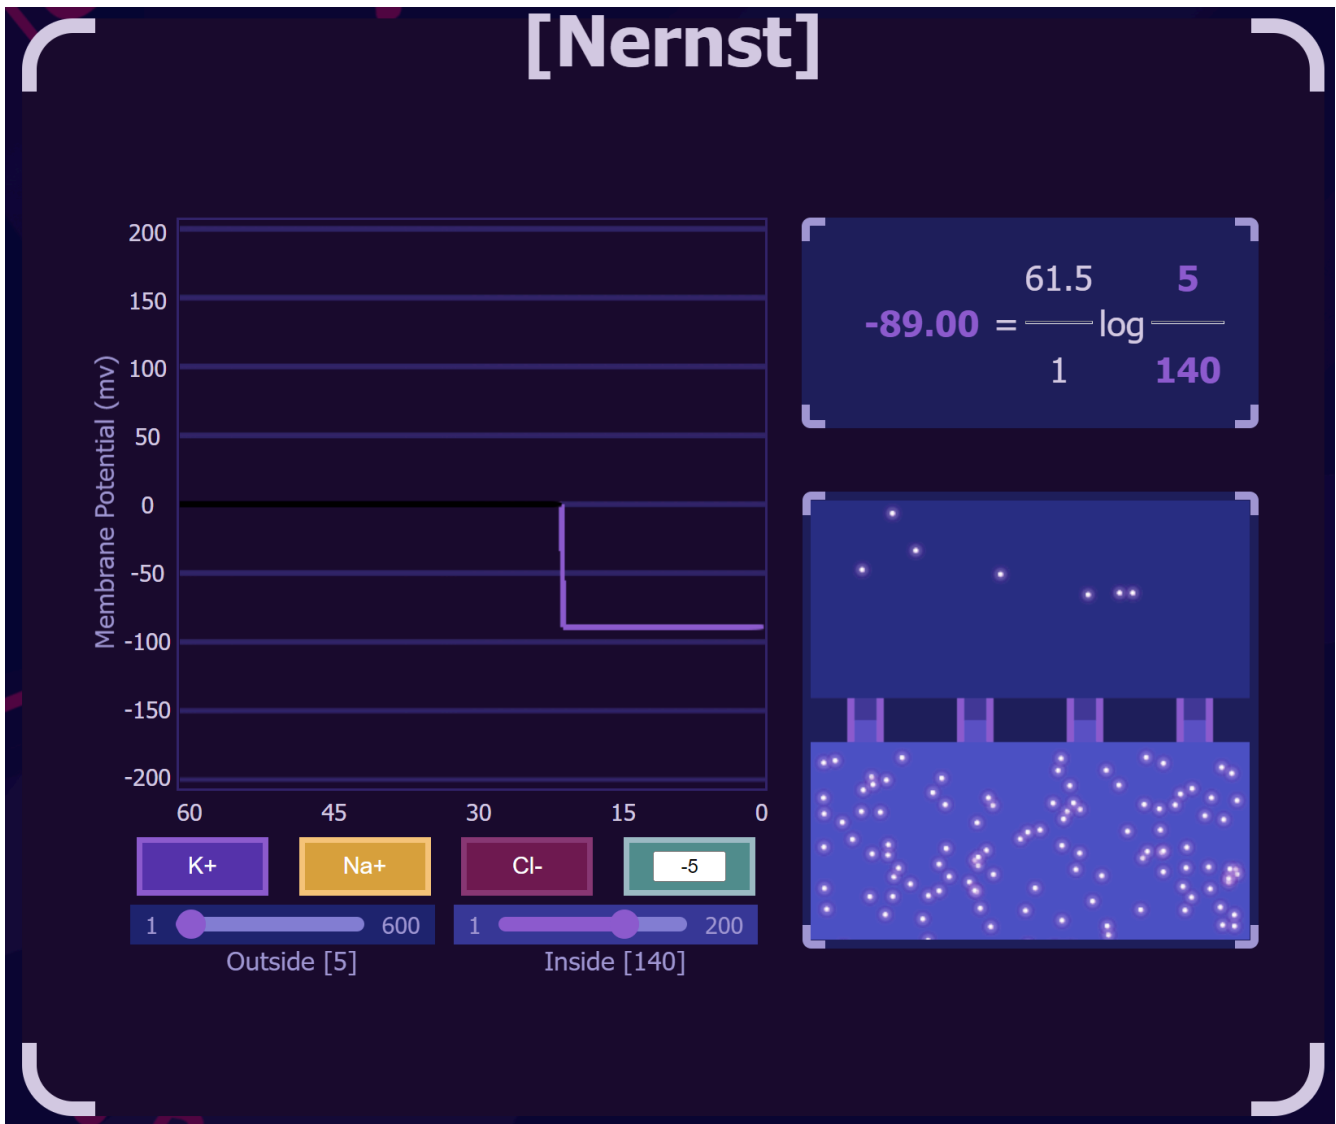 [Nernst]
200
150
100
50
0
-50
-100
-150
-200
Membrane Potential (mv)
60 45 30 15 0
K+ Na+ Cl- -5
1 600 1 200
Outside [5] Inside [140]
61.5 5
-89.00 = log
1 140